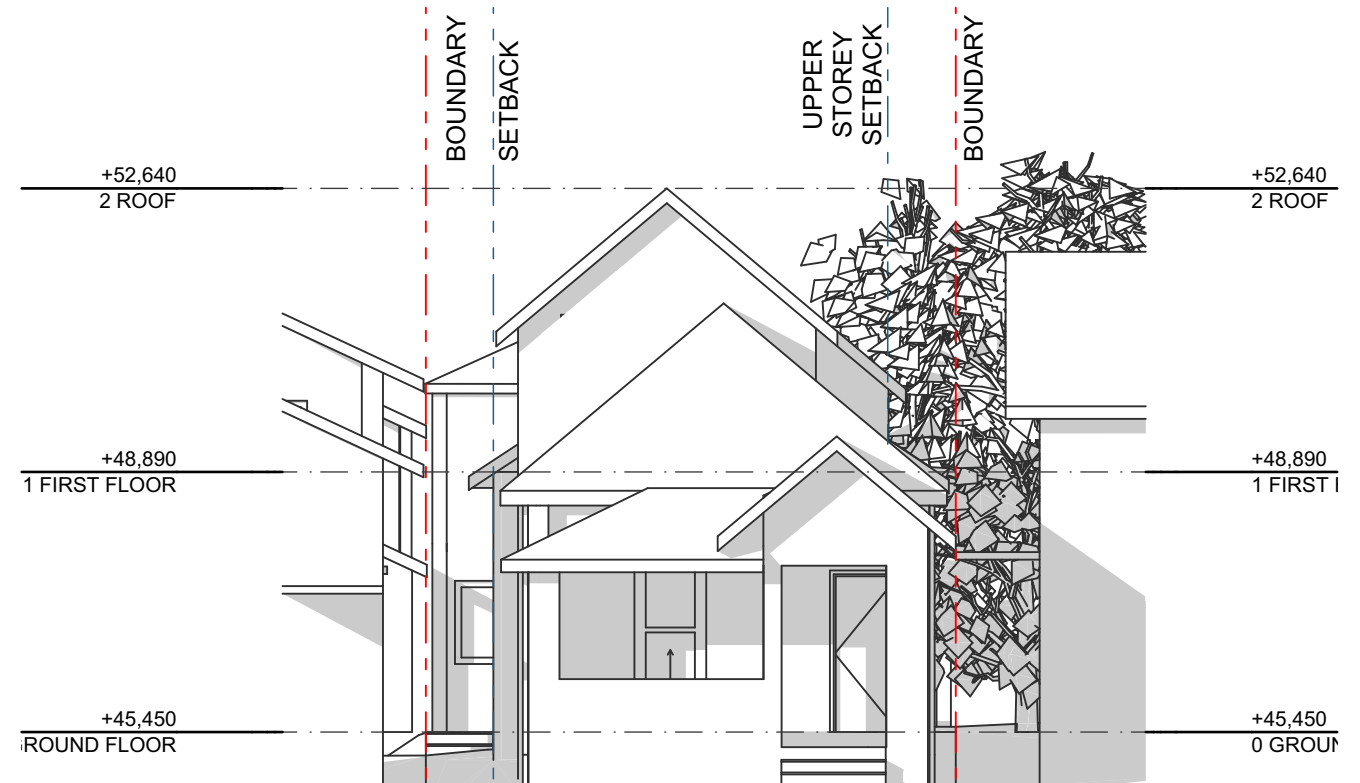 BOUNDARY
SETBACK
UPPER
STOREY
SETBACK
BOUNDARY
+52,640
2 ROOF
+52,640
2 ROOF
+48,890
1 FIRST FLOOR
+48,890
1 FIRST
+45,450
ROUND FLOOR
+45,450
0 GROUN